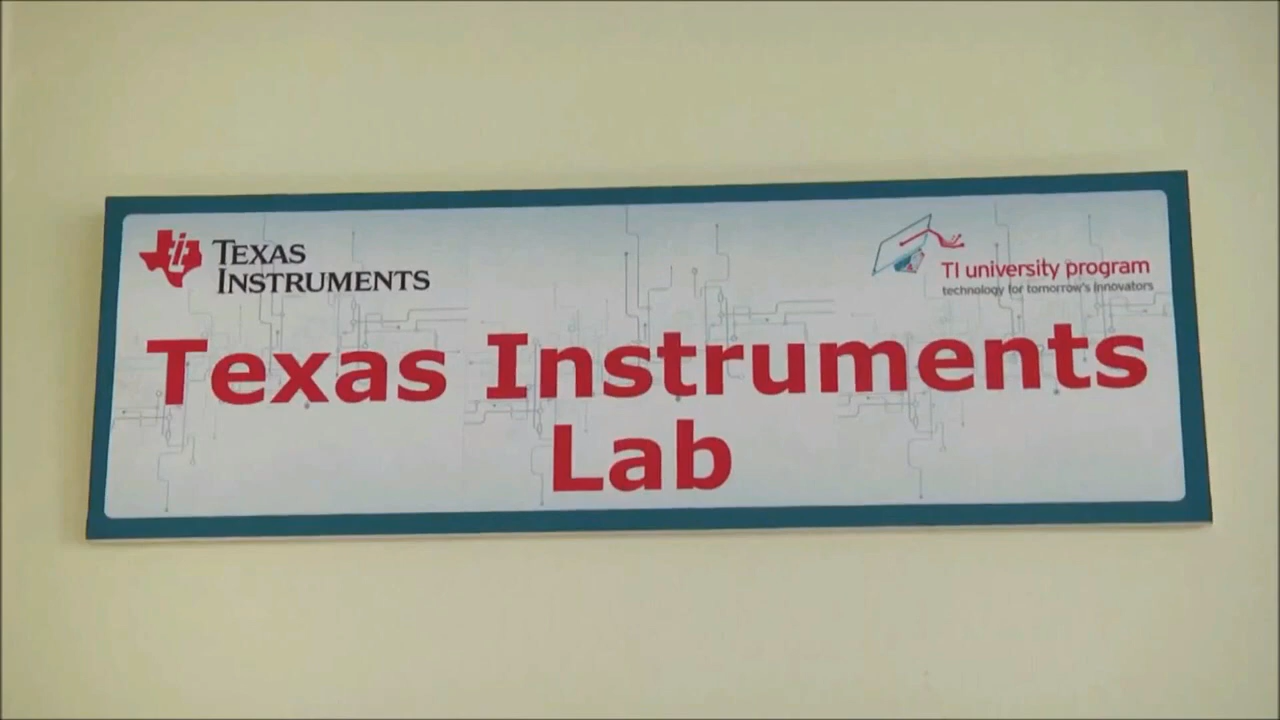 TEXAS
INSTRUMENTS
TI university program
technology for tomorrow's innovators
Texas Instruments
Lab